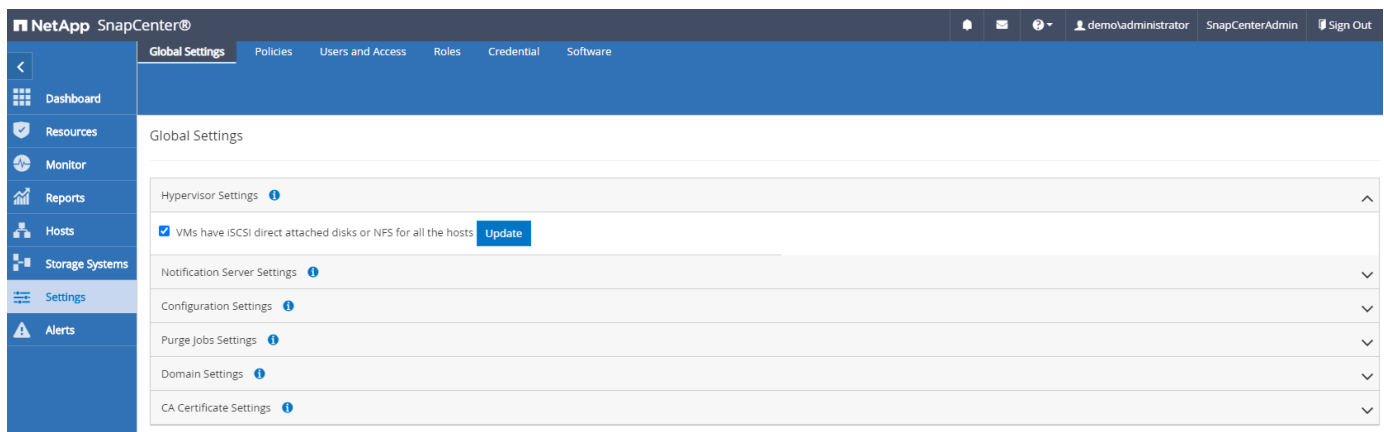 NetApp SnapCenter®
demo\administrator SnapCenterAdmin Sign Out
Global Settings Policies Users and Access Roles Credential Software
Dashboard
Resources
Monitor
Reports
Hosts
Storage Systems
Settings
Alerts
Global Settings
Hypervisor Settings
VMs have iSCSI direct attached disks or NFS for all the hosts Update
Notification Server Settings
Configuration Settings
Purge Jobs Settings
Domain Settings
CA Certificate Settings